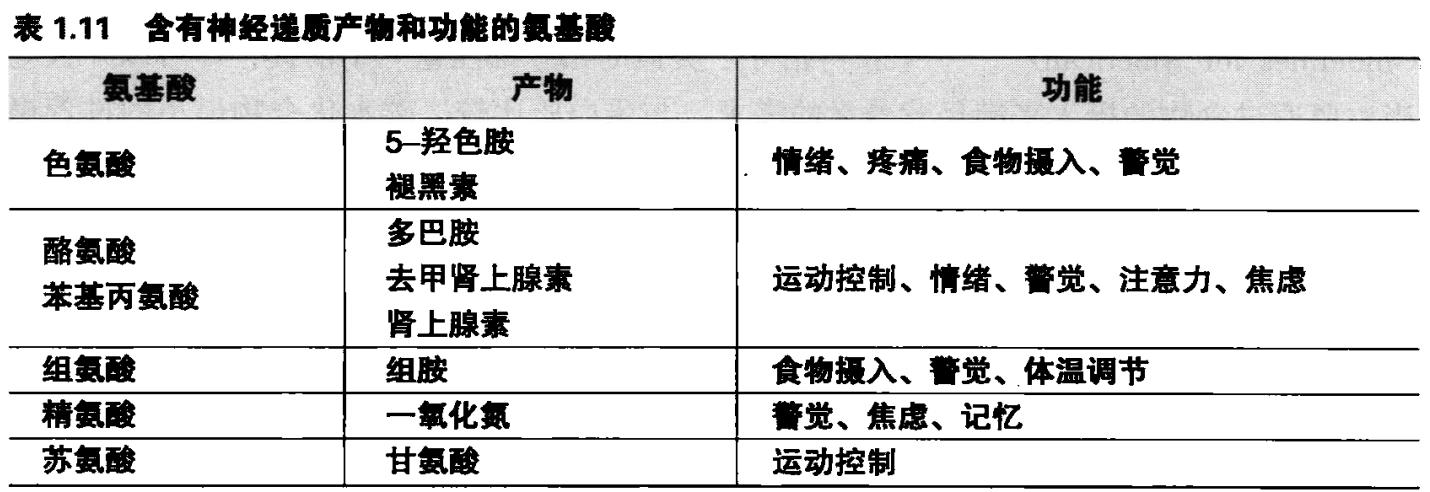 表 1.11 含有神经递质产物和功能的氨基酸
氨基酸 产物 功能
色氨酸 5–羟色胺 褪黑素 情绪、疼痛、食物摄入、警觉
酪氨酸 苯基丙氨酸 多巴胺 去甲肾上腺素 肾上腺素 运动控制、情绪、警觉、注意力、焦虑
组氨酸 组胺 食物摄入、警觉、体温调节
精氨酸 一氧化氮 警觉、焦虑、记忆
苏氨酸 甘氨酸 运动控制